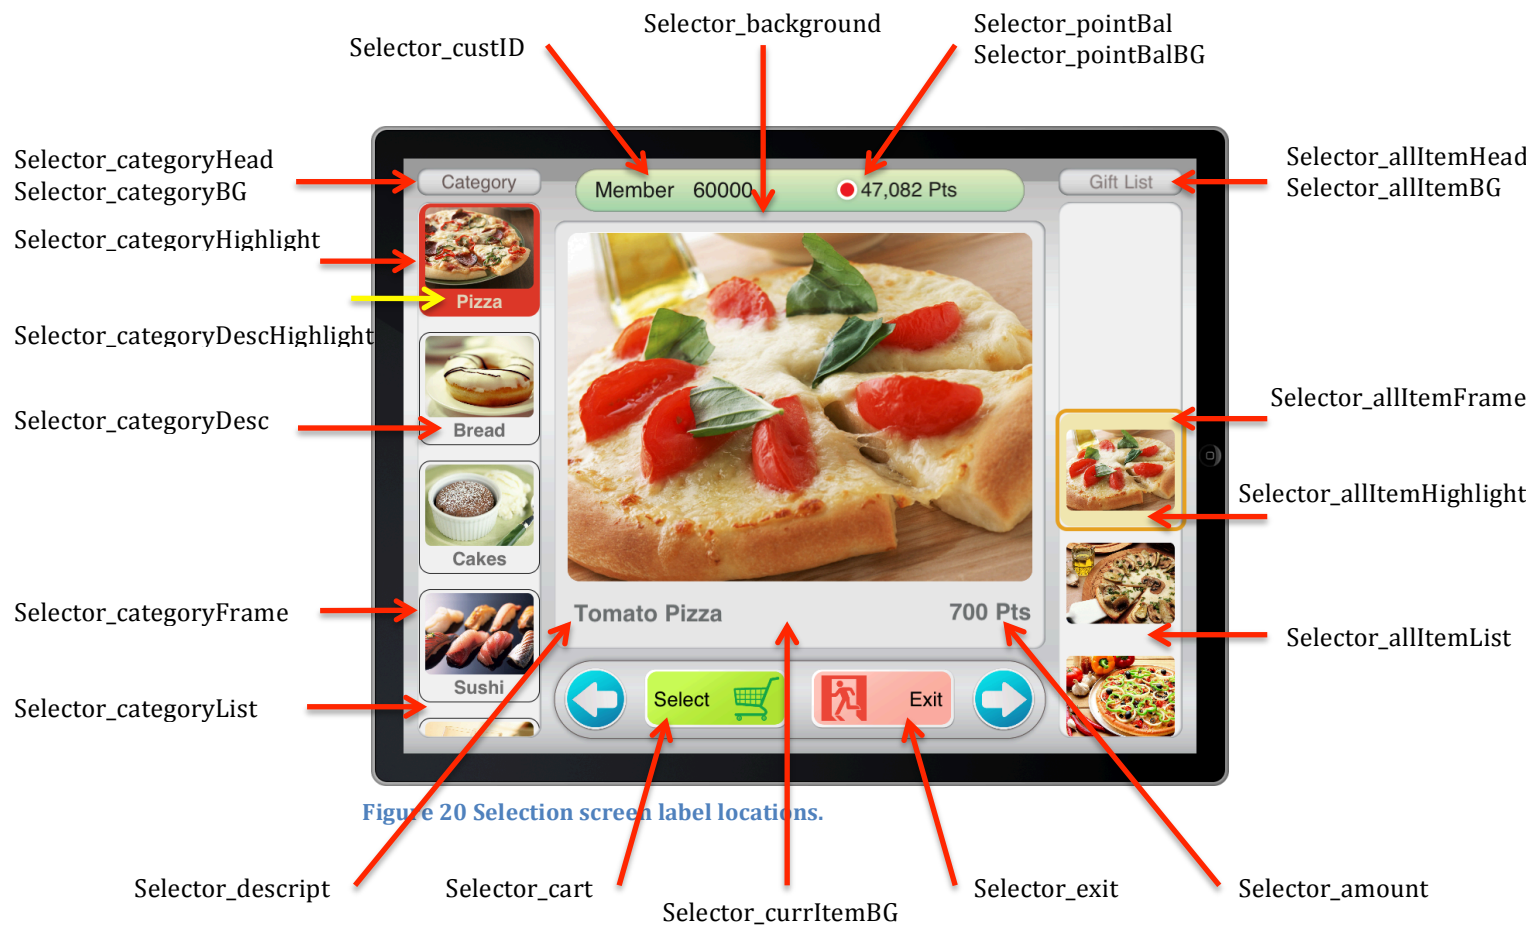 Selector_background
Selector_pointBal
Selector_pointBalBG
Selector_custID
Selector_categoryHead
Selector_categoryBG
Selector_allItemHead
Selector_allItemBG
Category
Member 60000
47,082 Pts
Gift List
Selector_categoryHighlight
Pizza
Selector_categoryDescHighlight
Selector_allItemFrame
Selector_categoryDesc
Bread
Selector_allItemHighlight
Cakes
Selector_categoryFrame
Tomato Pizza
700 Pts
Selector_allItemList
Sushi
Selector_categoryList
Select
Exit
Figure 20 Selection screen label locations.
Selector_descript
Selector_cart
Selector_currItemBG
Selector_exit
Selector_amount